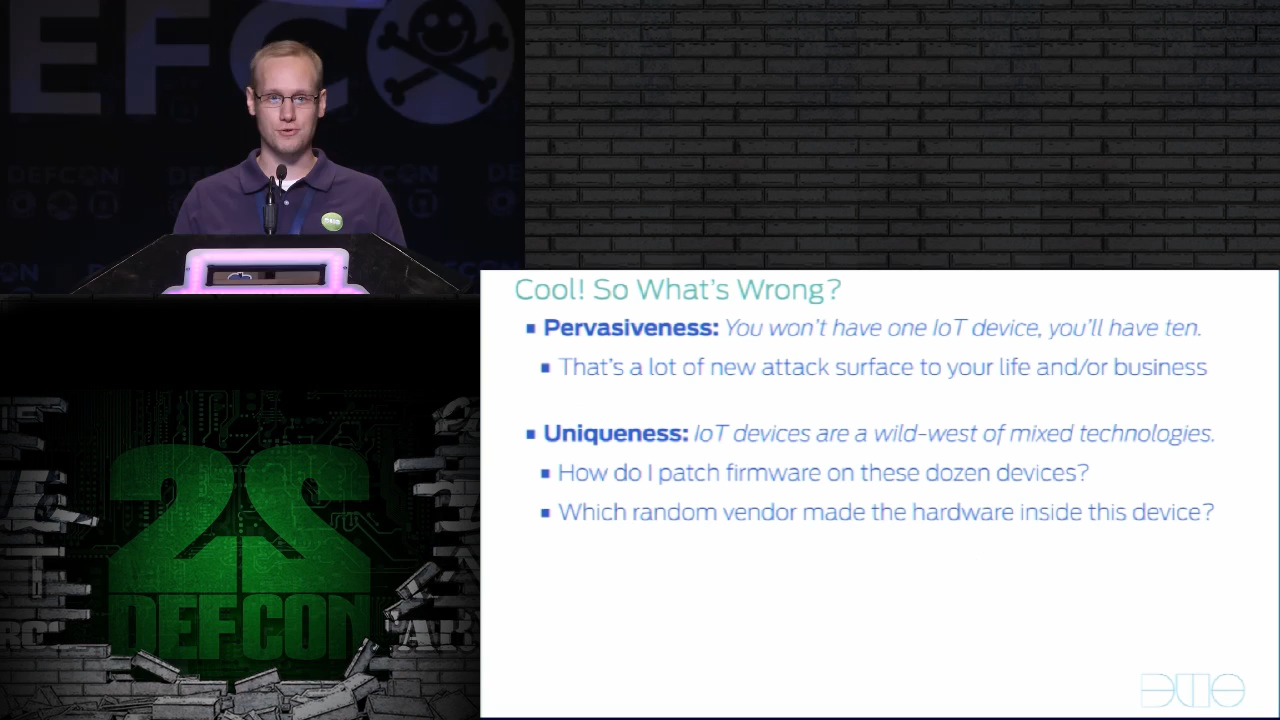 EFC
DEFCON
Cool! So What's Wrong?
Pervasiveness: You won't have one IoT device, you'll have ten.
That's a lot of new attack surface to your life and/or business
Uniqueness: IoT devices are a wild-west of mixed technologies.
How do I patch firmware on these dozen devices?
Which random vendor made the hardware inside this device?
22
DEFCON
DUO